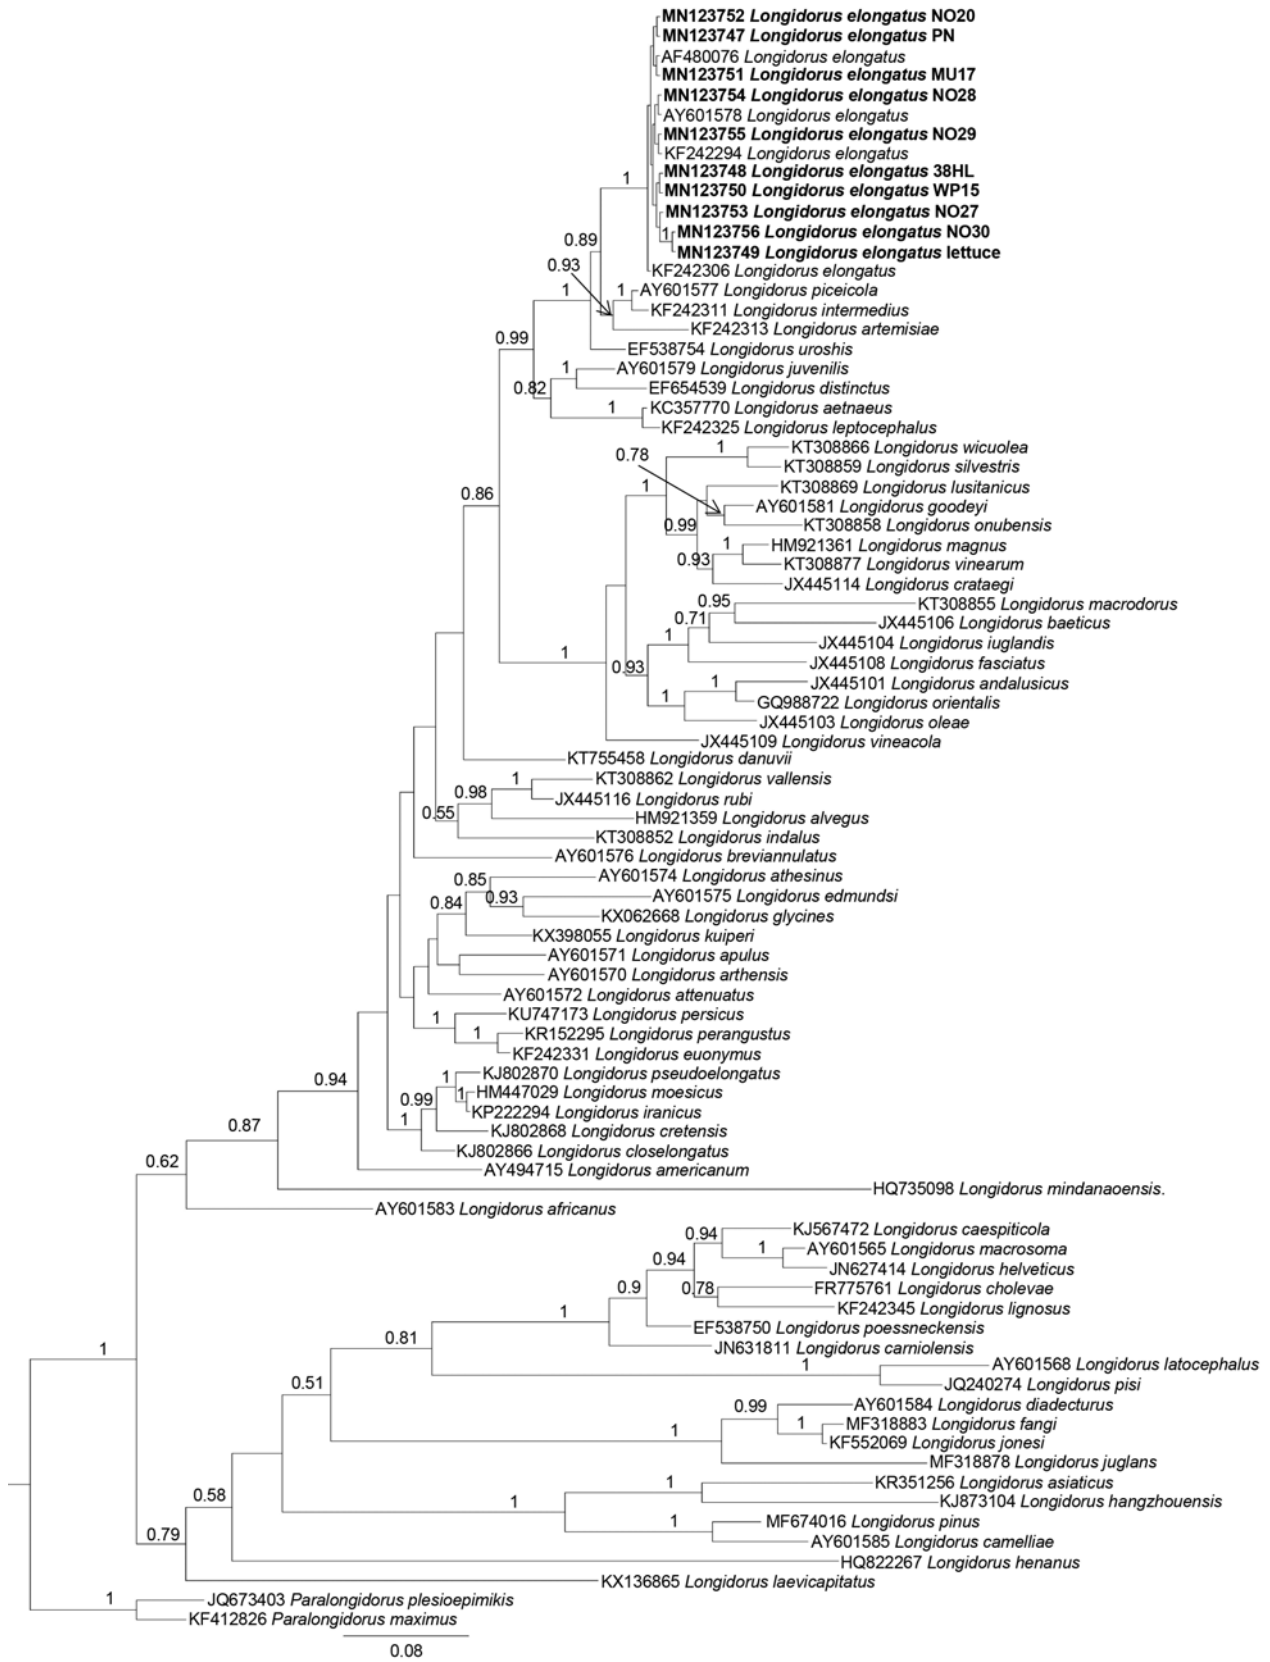 MN123752 Longidorus elongatus NO20
MN123747 Longidorus elongatus PN
AF480076 Longidorus elongatus
MN123751 Longidorus elongatus MU17
MN123754 Longidorus elongatus NO28
AY601578 Longidorus elongatus
MN123755 Longidorus elongatus NO29
KF242294 Longidorus elongatus
MN123748 Longidorus elongatus 38HL
1
MN123750 Longidorus elongatus WP15
MN123753 Longidorus elongatus NO27
1 MN123756 Longidorus elongatus NO30
0.89
MN123749 Longidorus elongatus lettuce
0.93
KF242306 Longidorus elongatus
1 1 AY601577 Longidorus piceicola
KF242311 Longidorus intermedius
KF242313 Longidorus artemisiae
0.99
EF538754 Longidorus uroshis
1 AY601579 Longidorus juvenilis
0.82 EF654539 Longidorus distinctus
1 KC357770 Longidorus aetnaeus
KF242325 Longidorus leptocephalus
1 KT308866 Longidorus wicuolea
0.78
KT308859 Longidorus silvestris
1 KT308869 Longidorus lusitanicus
0.86
AY601581 Longidorus goodeyi
0.99 KT308858 Longidorus onubensis
1 HM921361 Longidorus magnus
0.93 KT308877 Longidorus vinearum
JX445114 Longidorus crataegi
0.95 KT308855 Longidorus macrodorus
0.71 JX445106 Longidorus baeticus
1 JX445104 Longidorus iuglandis
1
0.93 JX445108 Longidorus fasciatus
1 JX445101 Longidorus andalusicus
1 GQ988722 Longidorus orientalis
JX445103 Longidorus oleae
JX445109 Longidorus vineacola
KT755458 Longidorus danuvii
1 KT308862 Longidorus vallensis
0.98 JX445116 Longidorus rubi
0.55 HM921359 Longidorus alvegus
KT308852 Longidorus indalus
AY601576 Longidorus breviannulatus
0.85 AY601574 Longidorus athesinus
0.93 AY601575 Longidorus edmundsi
0.84 KX062668 Longidorus glycines
KX398055 Longidorus kuiperi
AY601571 Longidorus apulus
AY601570 Longidorus arthensis
AY601572 Longidorus attenuatus
1 KU747173 Longidorus persicus
1 KR152295 Longidorus perangustus
KF242331 Longidorus euonymus
0.94 1 KJ802870 Longidorus pseudoelongatus
1 HM447029 Longidorus moesicus
0.99 KP222294 Longidorus iranicus
1 KJ802868 Longidorus cretensis
0.87
KJ802866 Longidorus closelongatus
0.62 AY494715 Longidorus americanum
HQ735098 Longidorus mindanaoensis.
AY601583 Longidorus africanus
0.94 KJ567472 Longidorus caespiticola
1 AY601565 Longidorus macrosoma
0.94 JN627414 Longidorus helveticus
0.9 0.78 FR775761 Longidorus cholevae
1 KF242345 Longidorus lignosus
EF538750 Longidorus poessneckensis
0.81 JN631811 Longidorus carniolensis
1
1 AY601568 Longidorus latocephalus
0.51 JQ240274 Longidorus pisi
0.99 AY601584 Longidorus diadecturus
1 MF318883 Longidorus fangi
1 KF552069 Longidorus jonesi
MF318878 Longidorus juglans
1 KR351256 Longidorus asiaticus
0.58 1 KJ873104 Longidorus hangzhouensis
1 MF674016 Longidorus pinus
0.79 AY601585 Longidorus camelliae
HQ822267 Longidorus henanus
KX136865 Longidorus laevicapitatus
1 JQ673403 Paralongidorus plesioepimikis
KF412826 Paralongidorus maximus
0.08